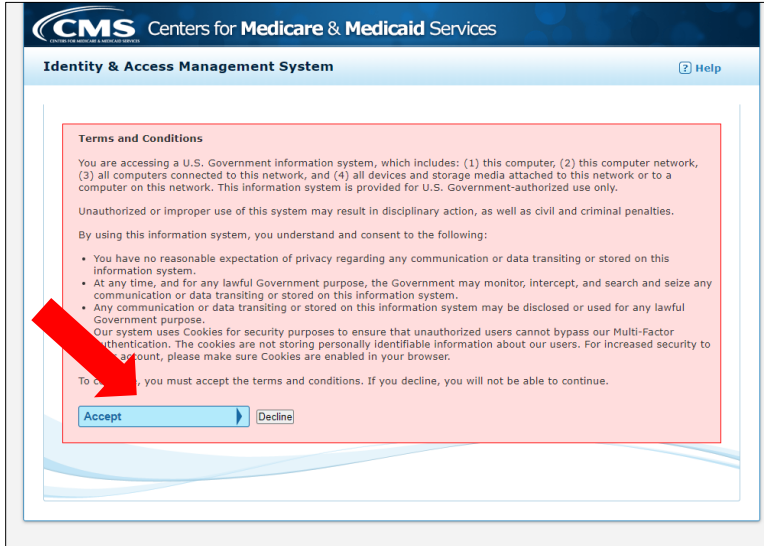 CMS Centers for Medicare & Medicaid Services
CENTERS FOR MEDICARE & MEDICAID SERVICES
Identity & Access Management System
? Help
Terms and Conditions
You are accessing a U.S. Government information system, which includes: (1) this computer, (2) this computer network,
(3) all computers connected to this network, and (4) all devices and storage media attached to this network or to a
computer on this network. This information system is provided for U.S. Government-authorized use only.
Unauthorized or improper use of this system may result in disciplinary action, as well as civil and criminal penalties.
By using this information system, you understand and consent to the following:
• You have no reasonable expectation of privacy regarding any communication or data transiting or stored on this
information system.
• At any time, and for any lawful Government purpose, the Government may monitor, intercept, and search and seize any
communication or data transiting or stored on this information system.
• Any communication or data transiting or stored on this information system may be disclosed or used for any lawful
Government purpose.
Our system uses Cookies for security purposes to ensure that unauthorized users cannot bypass our Multi-Factor
Authentication. The cookies are not storing personally identifiable information about our users. For increased security to
account, please make sure Cookies are enabled in your browser.
To , you must accept the terms and conditions. If you decline, you will not be able to continue.
Accept
Decline